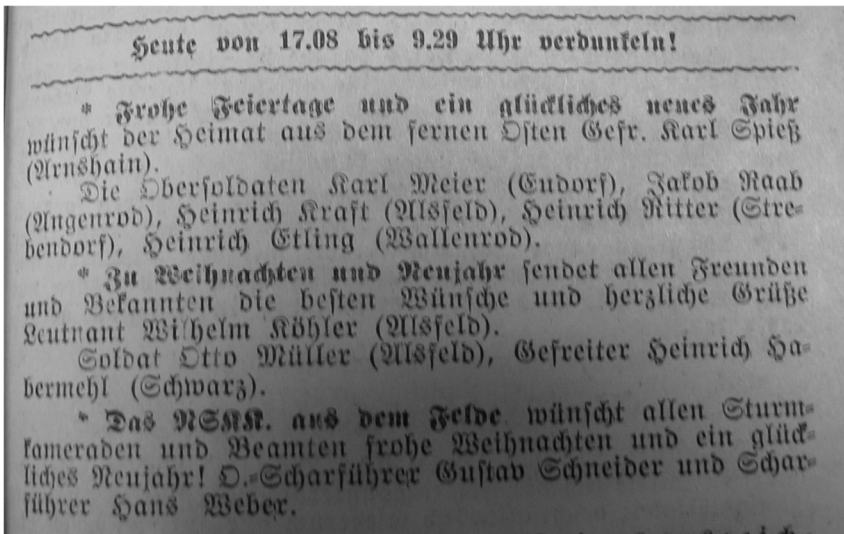 Heute von 17.08 bis 9.29 Uhr verdunkeln!
* Frohe Feiertage und ein glückliches neues Jahr
wünscht der Heimat aus dem fernen Osten Gefr. Karl Spieß
(Arnshain).
Die Obersoldaten Karl Meier (Eudorf), Jakob Raab
(Angenrod), Heinrich Kraft (Alsfeld), Heinrich Ritter (Stre-
bendorf), Heinrich Etling (Wallenrod).
* Zu Weihnachten und Neujahr sendet allen Freunden
und Bekannten die besten Wünsche und herzliche Grüße
Leutnant Wilhelm Köhler (Alsfeld).
Soldat Otto Müller (Alsfeld), Gefreiter Heinrich Ha-
bermehl (Schwarz).
* Das NSKK. aus dem Felde wünscht allen Sturm-
kameraden und Beamten frohe Weihnachten und ein glück-
liches Neujahr! O.-Scharführer Gustav Schneider und Schar-
führer Hans Weber.